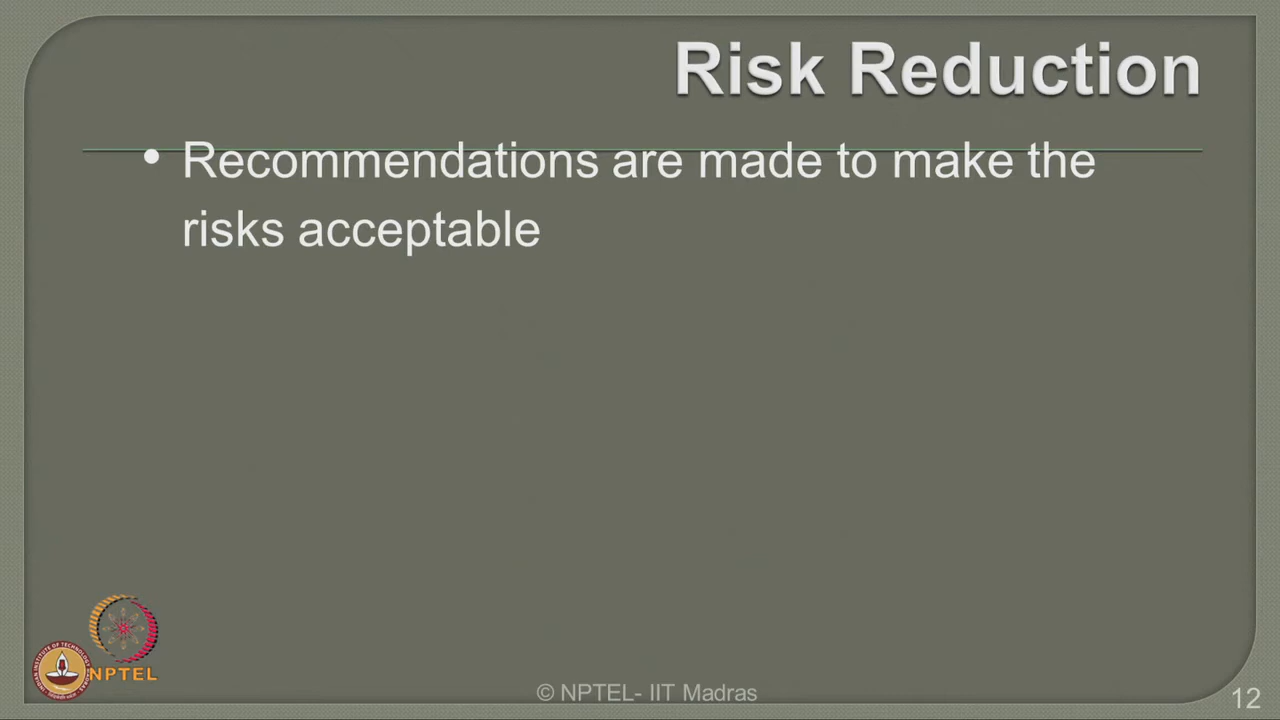 Risk Reduction
• Recommendations are made to make the
risks acceptable
NPTEL
© NPTEL- IIT Madras
12